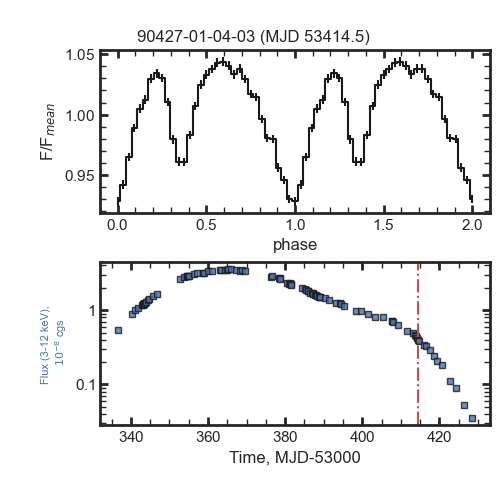 90427-01-04-03 (MJD 53414.5)
1.05
1.00
0.95
F/Fmean
0.0 0.5 1.0 1.5 2.0
phase
1
0.1
Flux (3-12 keV),
10⁻⁸ cgs
340 360 380 400 420
Time, MJD-53000